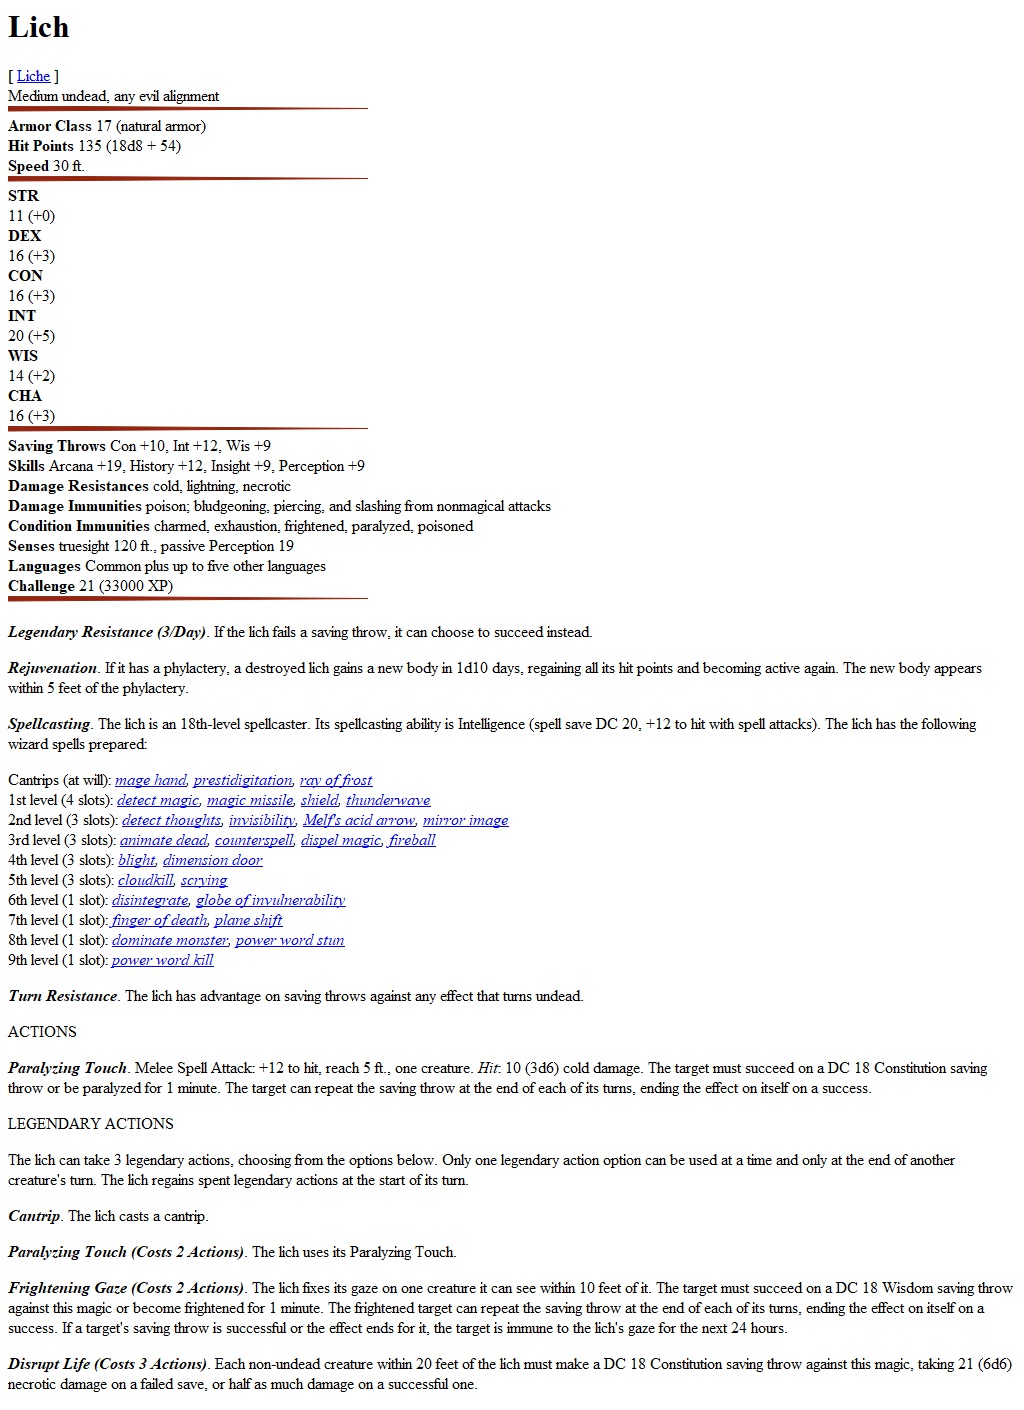 Lich
[ Liche ]
Medium undead, any evil alignment
Armor Class 17 (natural armor)
Hit Points 135 (18d8 + 54)
Speed 30 ft.
STR
11 (+0)
DEX
16 (+3)
CON
16 (+3)
INT
20 (+5)
WIS
14 (+2)
CHA
16 (+3)
Saving Throws Con +10, Int +12, Wis +9
Skills Arcana +19, History +12, Insight +9, Perception +9
Damage Resistances cold, lightning, necrotic
Damage Immunities poison; bludgeoning, piercing, and slashing from nonmagical attacks
Condition Immunities charmed, exhaustion, frightened, paralyzed, poisoned
Senses truesight 120 ft., passive Perception 19
Languages Common plus up to five other languages
Challenge 21 (33000 XP)
Legendary Resistance (3/Day). If the lich fails a saving throw, it can choose to succeed instead.
Rejuvenation. If it has a phylactery, a destroyed lich gains a new body in 1d10 days, regaining all its hit points and becoming active again. The new body appears
within 5 feet of the phylactery.
Spellcasting. The lich is an 18th-level spellcaster. Its spellcasting ability is Intelligence (spell save DC 20, +12 to hit with spell attacks). The lich has the following
wizard spells prepared:
Cantrips (at will): mage hand, prestidigitation, ray of frost
1st level (4 slots): detect magic, magic missile, shield, thunderwave
2nd level (3 slots): detect thoughts, invisibility, Melf's acid arrow, mirror image
3rd level (3 slots): animate dead, counterspell, dispel magic, fireball
4th level (3 slots): blight, dimension door
5th level (3 slots): cloudkill, scrying
6th level (1 slot): disintegrate, globe of invulnerability
7th level (1 slot): finger of death, plane shift
8th level (1 slot): dominate monster, power word stun
9th level (1 slot): power word kill
Turn Resistance. The lich has advantage on saving throws against any effect that turns undead.
ACTIONS
Paralyzing Touch. Melee Spell Attack: +12 to hit, reach 5 ft., one creature. Hit: 10 (3d6) cold damage. The target must succeed on a DC 18 Constitution saving
throw or be paralyzed for 1 minute. The target can repeat the saving throw at the end of each of its turns, ending the effect on itself on a success.
LEGENDARY ACTIONS
The lich can take 3 legendary actions, choosing from the options below. Only one legendary action option can be used at a time and only at the end of another
creature's turn. The lich regains spent legendary actions at the start of its turn.
Cantrip. The lich casts a cantrip.
Paralyzing Touch (Costs 2 Actions). The lich uses its Paralyzing Touch.
Frightening Gaze (Costs 2 Actions). The lich fixes its gaze on one creature it can see within 10 feet of it. The target must succeed on a DC 18 Wisdom saving throw
against this magic or become frightened for 1 minute. The frightened target can repeat the saving throw at the end of each of its turns, ending the effect on itself on a
success. If a target's saving throw is successful or the effect ends for it, the target is immune to the lich's gaze for the next 24 hours.
Disrupt Life (Costs 3 Actions). Each non-undead creature within 20 feet of the lich must make a DC 18 Constitution saving throw against this magic, taking 21 (6d6)
necrotic damage on a failed save, or half as much damage on a successful one.